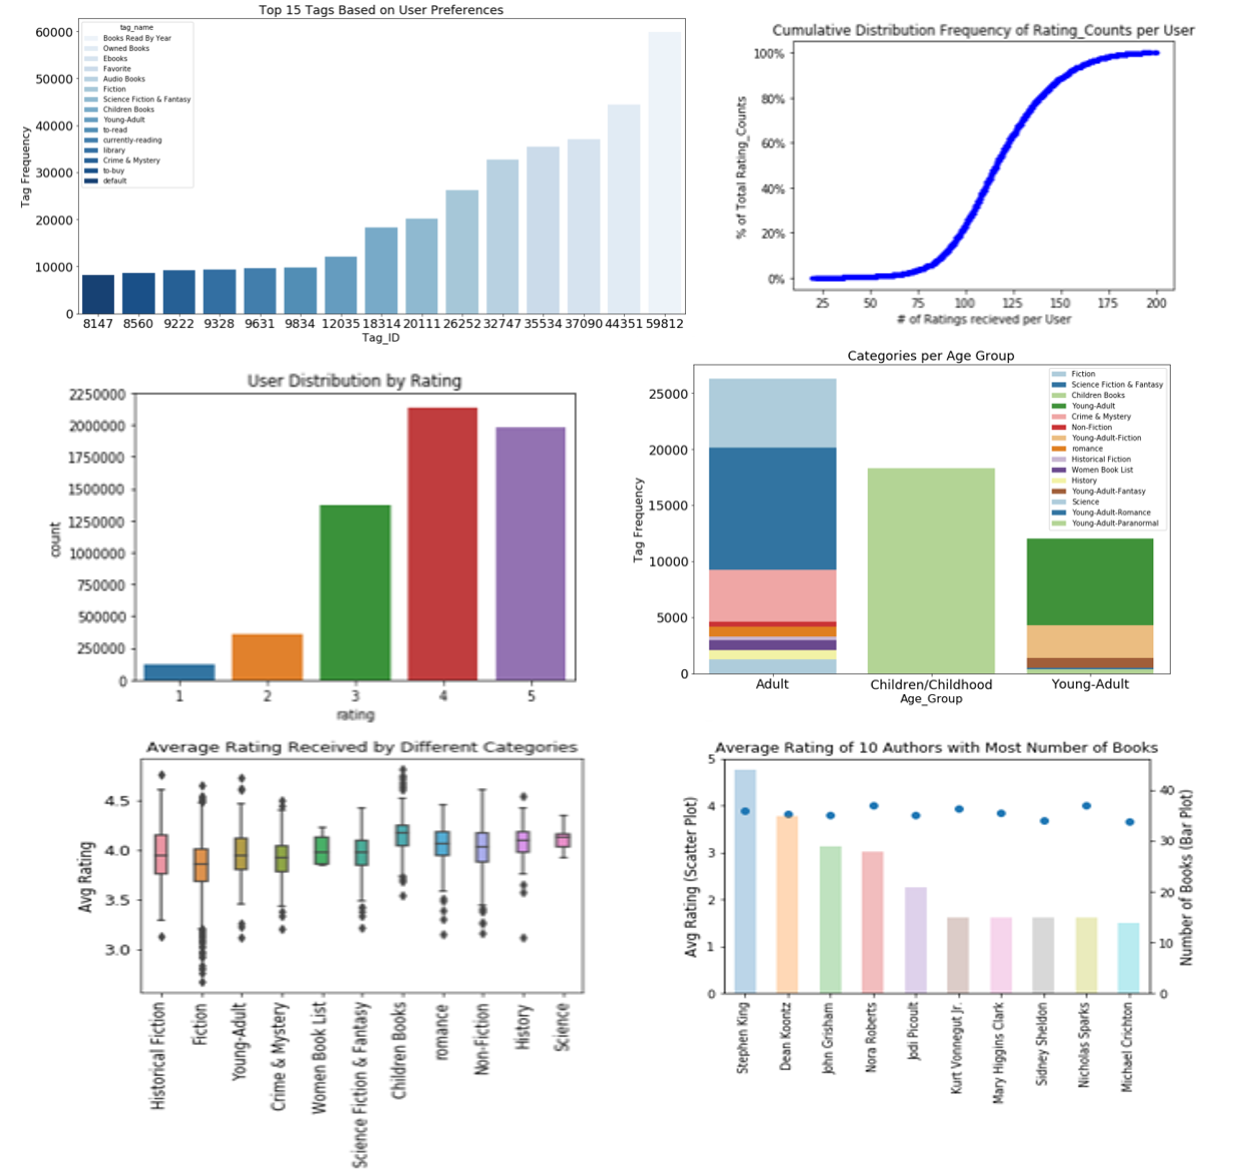 Top 15 Tags Based on User Preferences
60000
50000
40000
30000
20000
10000
0
Tag Frequency
tag_name
Books Read By Year
Owned Books
Ebooks
Favorite
Audio Books
Fiction
Science Fiction & Fantasy
Children Books
Young-Adult
to-read
currently-reading
library
Crime & Mystery
to-buy
default
8147 8560 9222 9328 9631 9834 12035 18314 20111 26252 32747 35534 37090 44351 59812
Tag_ID
Cumulative Distribution Frequency of Rating_Counts per User
100%
80%
60%
40%
20%
0%
% of Total Rating_Counts
25 50 75 100 125 150 175 200
# of Ratings recieved per User
User Distribution by Rating
2250000
2000000
1750000
1500000
1250000
1000000
750000
500000
250000
0
count
1 2 3 4 5
rating
Categories per Age Group
25000
20000
15000
10000
5000
0
Tag Frequency
Fiction
Science Fiction & Fantasy
Children Books
Young-Adult
Crime & Mystery
Non-Fiction
Young-Adult-Fiction
romance
Historical Fiction
Women Book List
History
Young-Adult-Fantasy
Science
Young-Adult-Romance
Young-Adult-Paranormal
Adult Children/Childhood Young-Adult
Age_Group
Average Rating Received by Different Categories
4.5
4.0
3.5
3.0
Avg Rating
Historical Fiction
Fiction
Young-Adult
Crime & Mystery
Women Book List
Science Fiction & Fantasy
Children Books
romance
Non-Fiction
History
Science
Average Rating of 10 Authors with Most Number of Books
5
4
3
2
1
0
Avg Rating (Scatter Plot)
40
30
20
10
0
Number of Books (Bar Plot)
Stephen King
Dean Koontz
John Grisham
Nora Roberts
Jodi Picoult
Kurt Vonnegut Jr.
Mary Higgins Clark
Sidney Sheldon
Nicholas Sparks
Michael Crichton